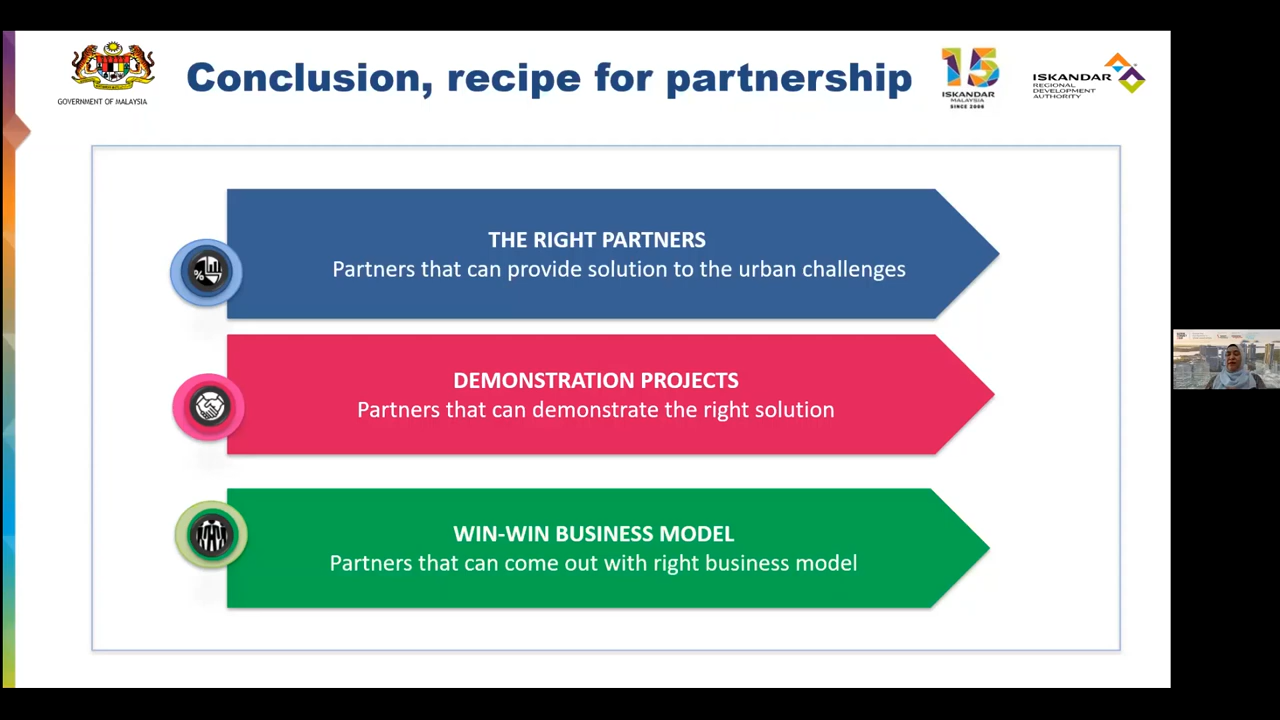 GOVERNMENT OF MALAYSIA
Conclusion, recipe for partnership
15
ISKANDAR
MALAYSIA
SINCE 2006
ISKANDAR
REGIONAL
DEVELOPMENT
AUTHORITY
THE RIGHT PARTNERS
Partners that can provide solution to the urban challenges
%
DEMONSTRATION PROJECTS
Partners that can demonstrate the right solution
WIN-WIN BUSINESS MODEL
Partners that can come out with right business model